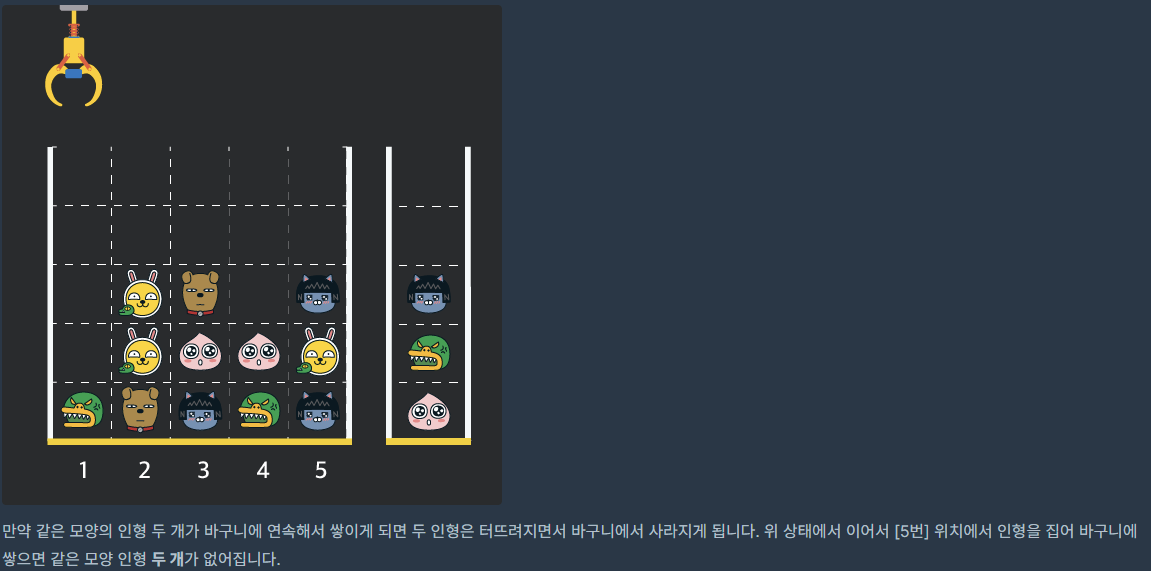 1 2 3 4 5
만약 같은 모양의 인형 두 개가 바구니에 연속해서 쌓이게 되면 두 인형은 터뜨려지면서 바구니에서 사라지게 됩니다. 위 상태에서 이어서 [5번] 위치에서 인형을 집어 바구니에
쌓으면 같은 모양 인형 두 개가 없어집니다.